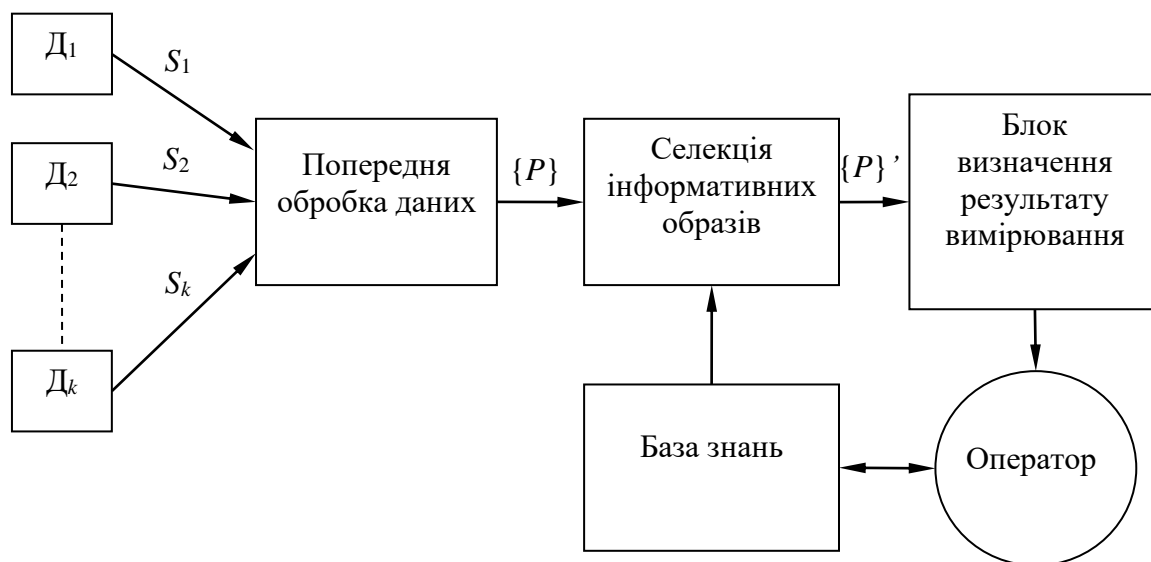 Д1
S1
Д2
S2
Дk
Sk
Попередня
обробка даних
{P}
Селекція
інформативних
образів
{P}’
Блок
визначення
результату
вимірювання
База знань
Оператор